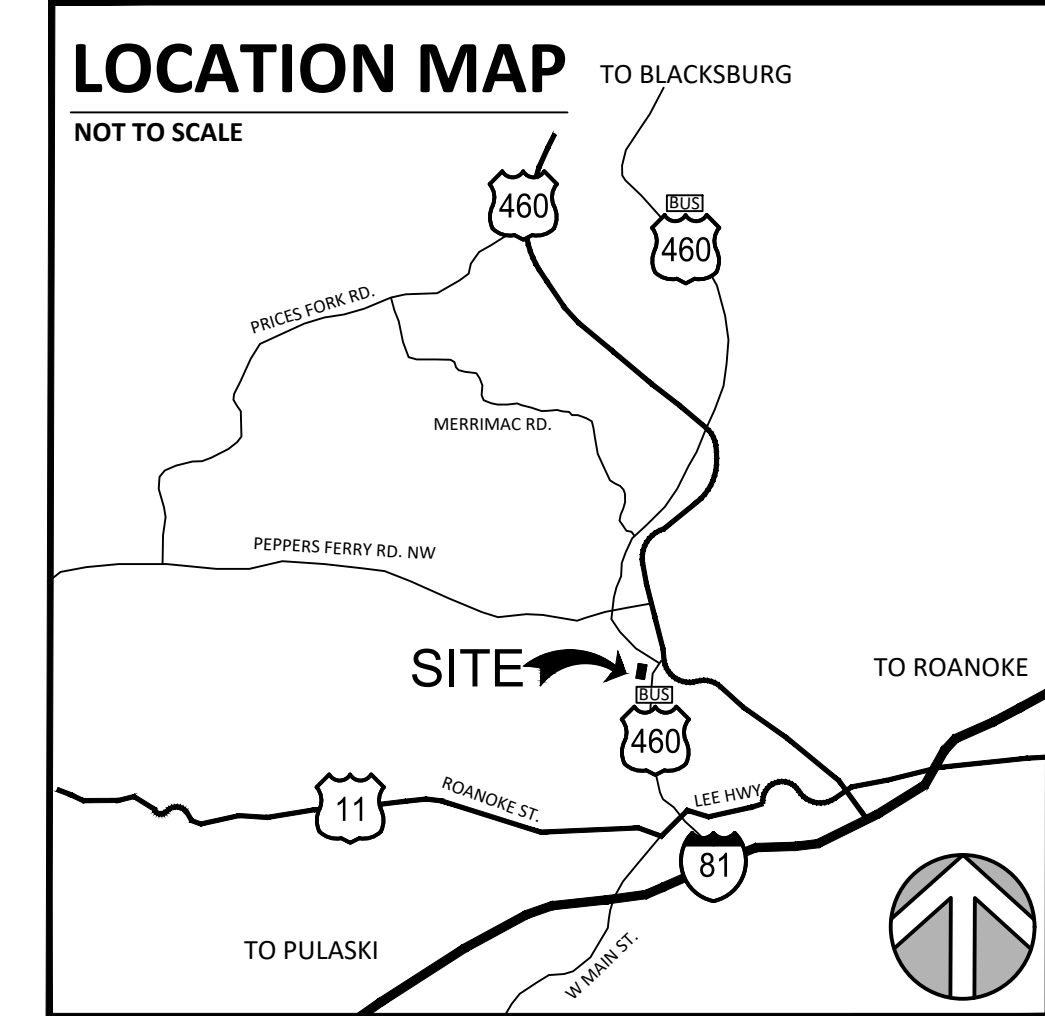 LOCATION MAP
NOT TO SCALE
TO BLACKSBURG
460
BUS
460
PRICES FORK RD.
MERRIMAC RD.
PEPPERS FERRY RD. NW
SITE
BUS
460
TO ROANOKE
11
ROANOKE ST.
LEE HWY
81
TO PULASKI
W MAIN ST.